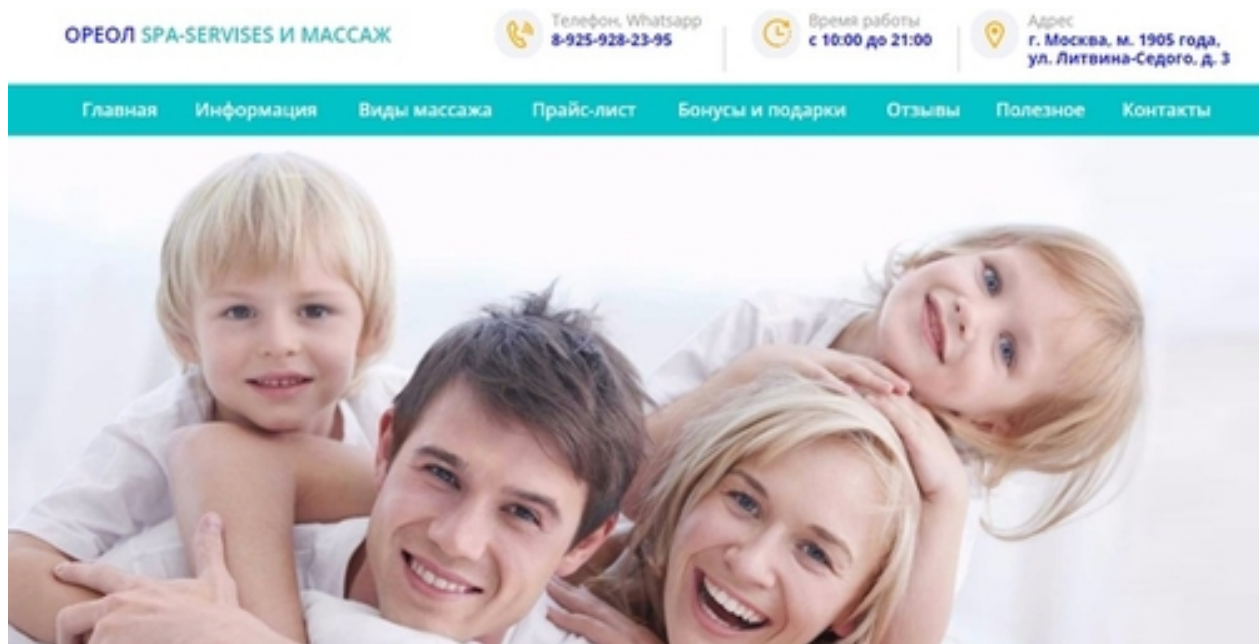 ОРЕОЛ SPA-SERVISES И МАССАЖ
Телефон, Whatsapp
8-925-928-23-95
Время работы
с 10:00 до 21:00
Адрес
г. Москва, м. 1905 года,
ул. Литвина-Седого, д. 3
Главная Информация Виды массажа Прайс-лист Бонусы и подарки Отзывы Полезное Контакты